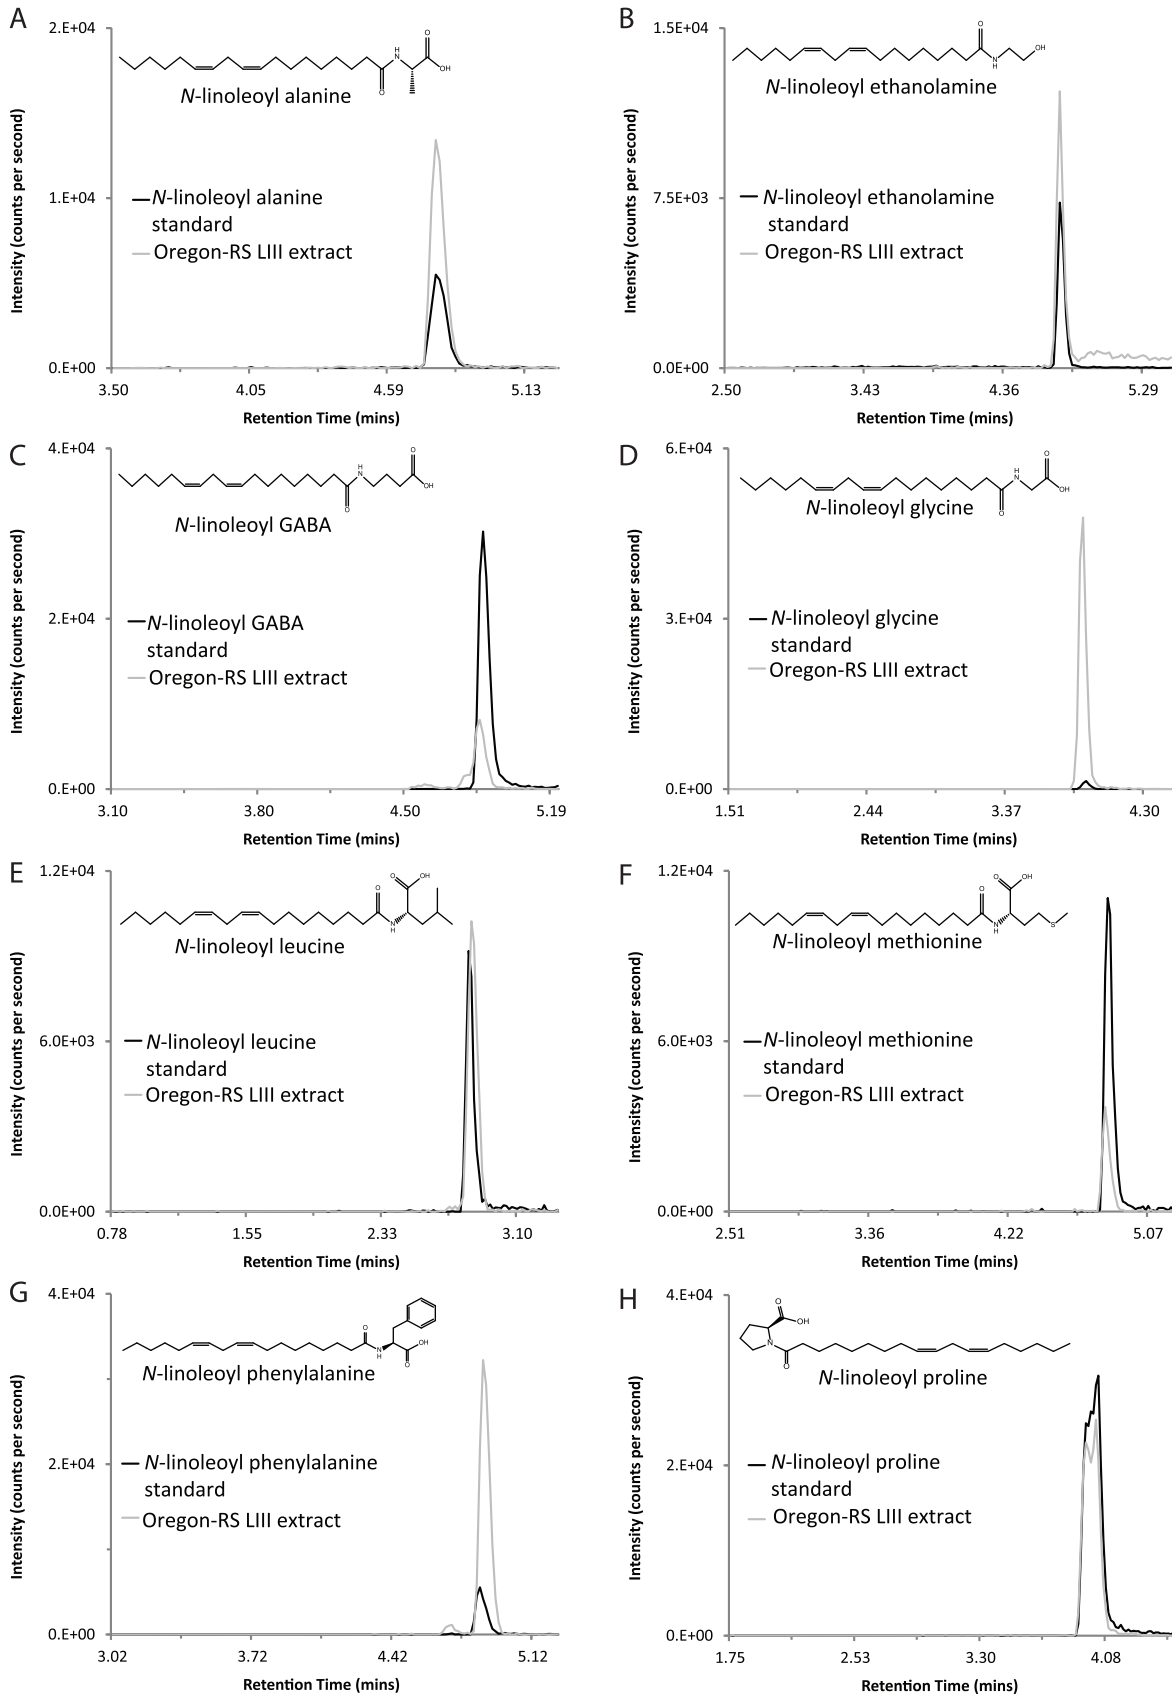 A
2.E+04
1.E+04
0.E+00
Intensity (counts per second)
H
N
O
OH
O
N-linoleoyl alanine
N-linoleoyl alanine
standard
Oregon-RS LIII extract
3.50
4.05
4.59
5.13
Retention Time (mins)
B
1.5E+04
7.5E+03
0.0E+00
Intensity (counts per second)
O
N
H
OH
N-linoleoyl ethanolamine
N-linoleoyl ethanolamine
standard
Oregon-RS LIII extract
2.50
3.43
4.36
5.29
Retention Time (mins)
C
4.E+04
2.E+04
0.E+00
Intensity (counts per second)
O
H
N
O
OH
N-linoleoyl GABA
N-linoleoyl GABA
standard
Oregon-RS LIII extract
3.10
3.80
4.50
5.19
Retention Time (mins)
D
6.E+04
3.E+04
0.E+00
Intensity (counts per second)
O
H
N
O
OH
N-linoleoyl glycine
N-linoleoyl glycine
standard
Oregon-RS LIII extract
1.51
2.44
3.37
4.30
Retention Time (mins)
E
1.2E+04
6.0E+03
0.0E+00
Intensity (counts per second)
O
O
OH
N
H
N-linoleoyl leucine
N-linoleoyl leucine
standard
Oregon-RS LIII extract
0.78
1.55
2.33
3.10
Retention Time (mins)
F
1.2E+04
6.0E+03
0.0E+00
Intensitsy (counts per second)
O
O
OH
N
H
S
N-linoleoyl methionine
N-linoleoyl methionine
standard
Oregon-RS LIII extract
2.51
3.36
4.22
5.07
Retention Time (mins)
G
4.E+04
2.E+04
0.E+00
Intensity (counts per second)
O
N
H
O
OH
N-linoleoyl phenylalanine
N-linoleoyl phenylalanine
standard
Oregon-RS LIII extract
3.02
3.72
4.42
5.12
Retention Time (mins)
H
4.E+04
2.E+04
0.E+00
Intensity (counts per second)
O
OH
N
O
N-linoleoyl proline
N-linoleoyl proline
standard
Oregon-RS LIII extract
1.75
2.53
3.30
4.08
Retention Time (mins)